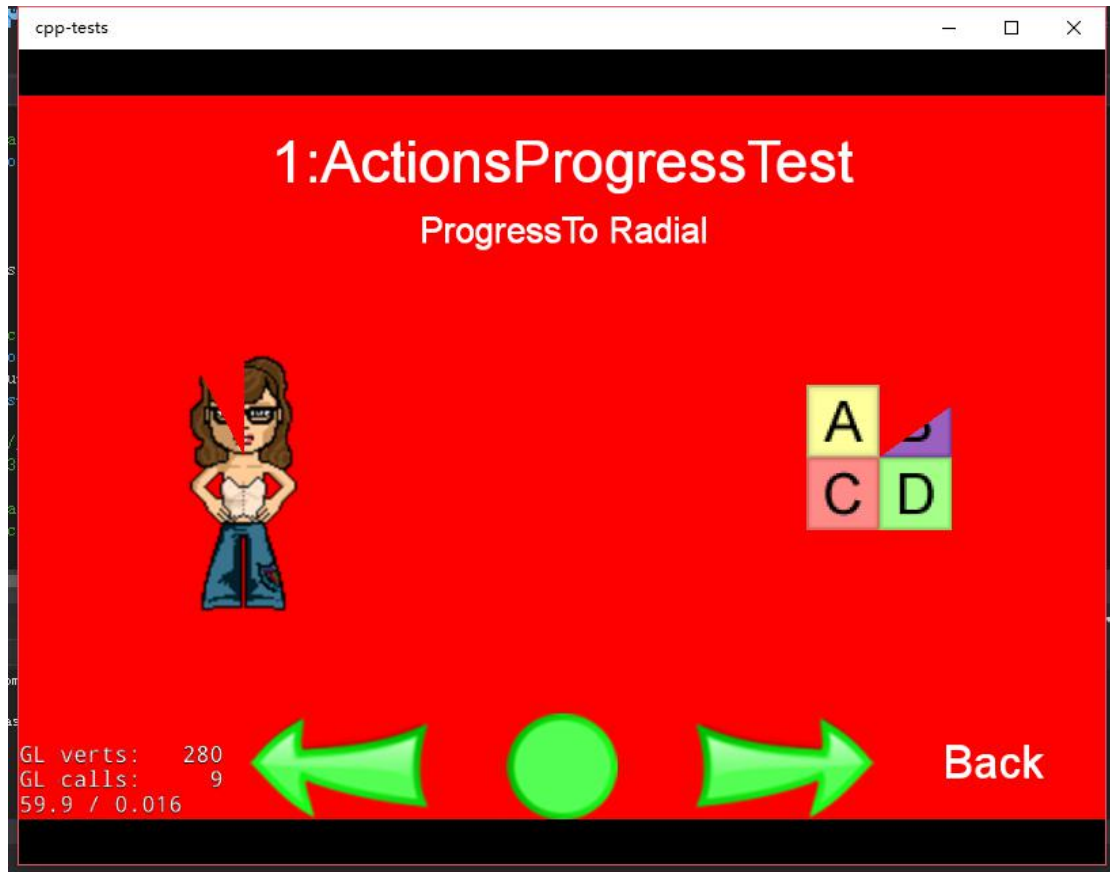 cpp-tests
1:ActionsProgressTest
ProgressTo Radial
A
B
C D
GL verts: 280
GL calls: 9
59.9 / 0.016
Back